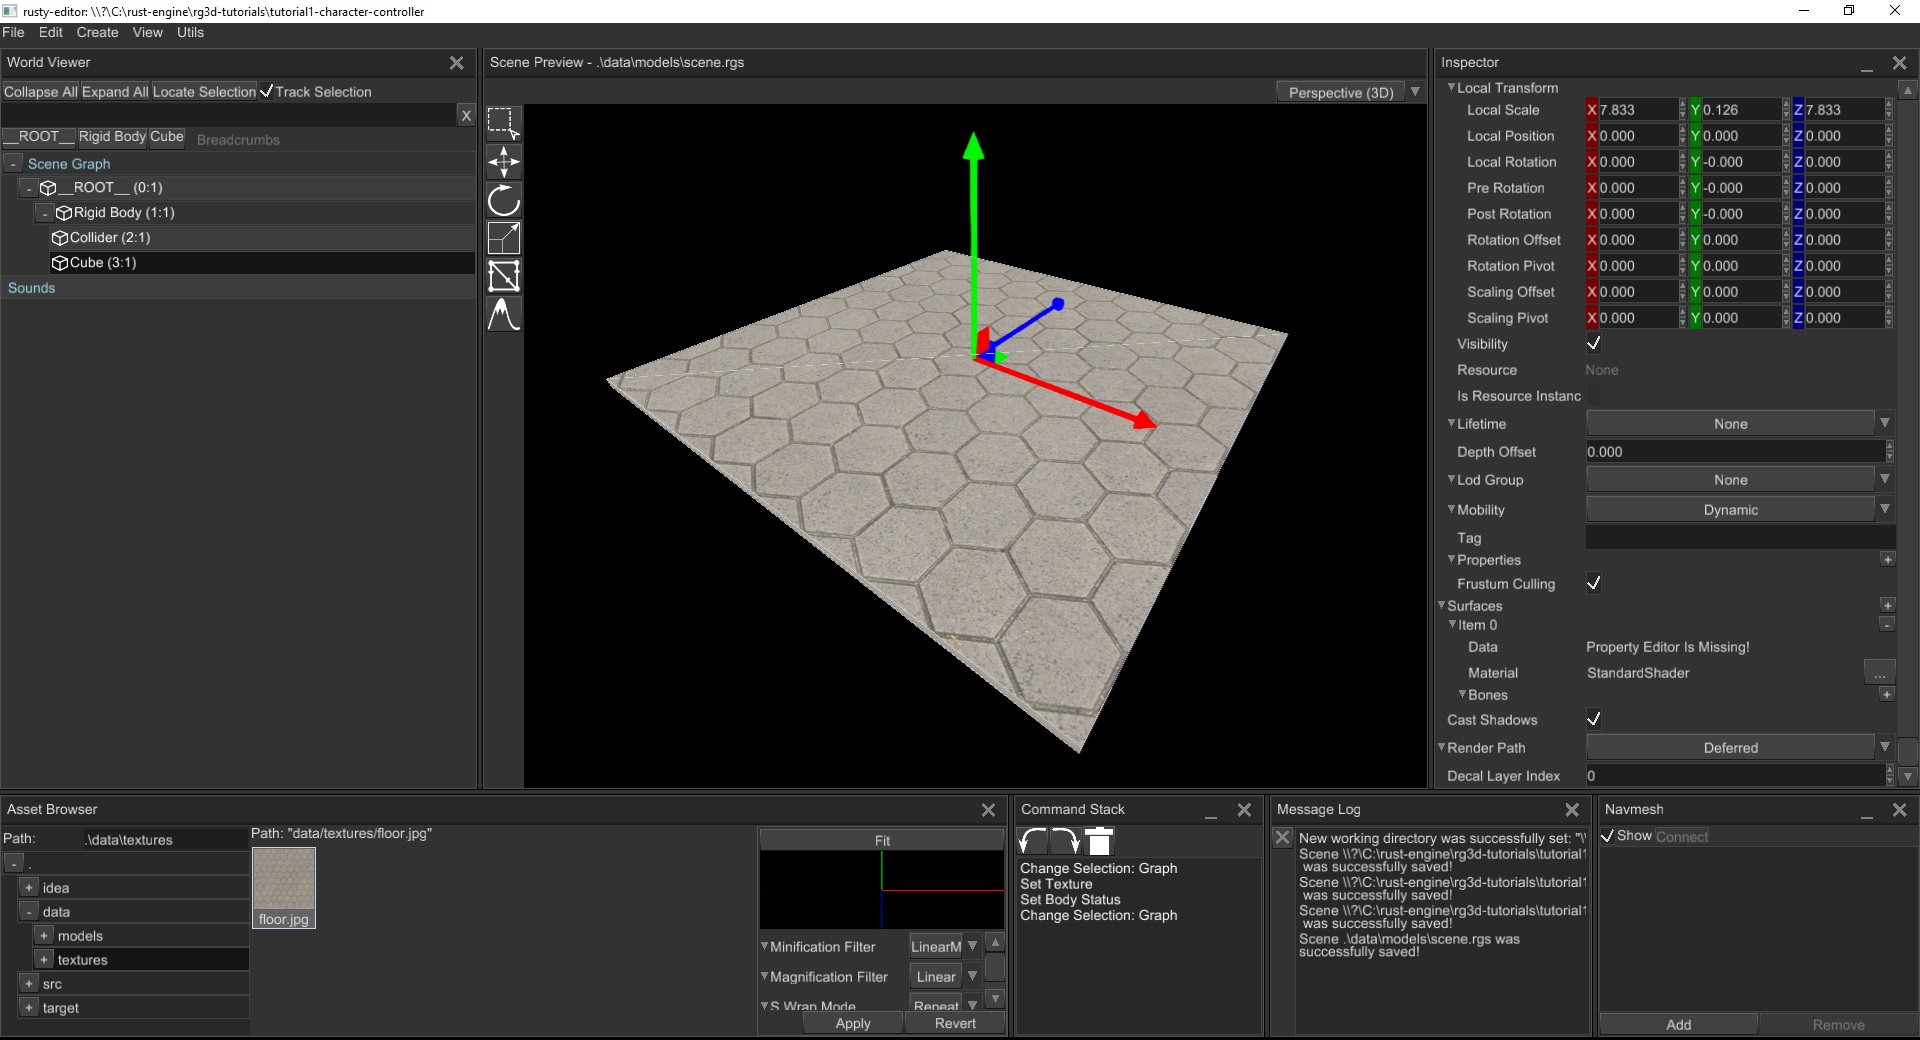 rusty-editor: \\?\C:\rust-engine\rg3d-tutorials\tutorial1-character-controller
File Edit Create View Utils
World Viewer
Collapse All Expand All Locate Selection Track Selection
X
__ROOT__ Rigid Body Cube Breadcrumbs
- Scene Graph
- __ROOT__ (0:1)
- Rigid Body (1:1)
Collider (2:1)
Cube (3:1)
Sounds
Scene Preview - .\data\models\scene.rgs
Perspective (3D)
Inspector
Local Transform
Local Scale X 7.833 Y 0.126 Z 7.833
Local Position X 0.000 Y 0.000 Z 0.000
Local Rotation X 0.000 Y -0.000 Z 0.000
Pre Rotation X 0.000 Y -0.000 Z 0.000
Post Rotation X 0.000 Y -0.000 Z 0.000
Rotation Offset X 0.000 Y 0.000 Z 0.000
Rotation Pivot X 0.000 Y 0.000 Z 0.000
Scaling Offset X 0.000 Y 0.000 Z 0.000
Scaling Pivot X 0.000 Y 0.000 Z 0.000
Visibility
Resource None
Is Resource Instanc
Lifetime None
Depth Offset 0.000
Lod Group None
Mobility Dynamic
Tag
Properties +
Frustum Culling
Surfaces +
Item 0 -
Data Property Editor Is Missing!
Material StandardShader ...
Bones +
Cast Shadows
Render Path Deferred
Decal Layer Index 0
Asset Browser
Path: .\data\textures
- .
+ idea
- data
+ models
+ textures
+ src
+ target
Path: "data/textures/floor.jpg"
floor.jpg
Fit
Minification Filter LinearM
Magnification Filter Linear
S Wrap Mode Repeat
Apply Revert
Command Stack
Change Selection: Graph
Set Texture
Set Body Status
Change Selection: Graph
Message Log
New working directory was successfully set: "\\
Scene \\?\C:\rust-engine\rg3d-tutorials\tutorial1
was successfully saved!
Scene \\?\C:\rust-engine\rg3d-tutorials\tutorial1
was successfully saved!
Scene \\?\C:\rust-engine\rg3d-tutorials\tutorial1
was successfully saved!
Scene .\data\models\scene.rgs was
successfully saved!
Navmesh
Show Connect
Add Remove